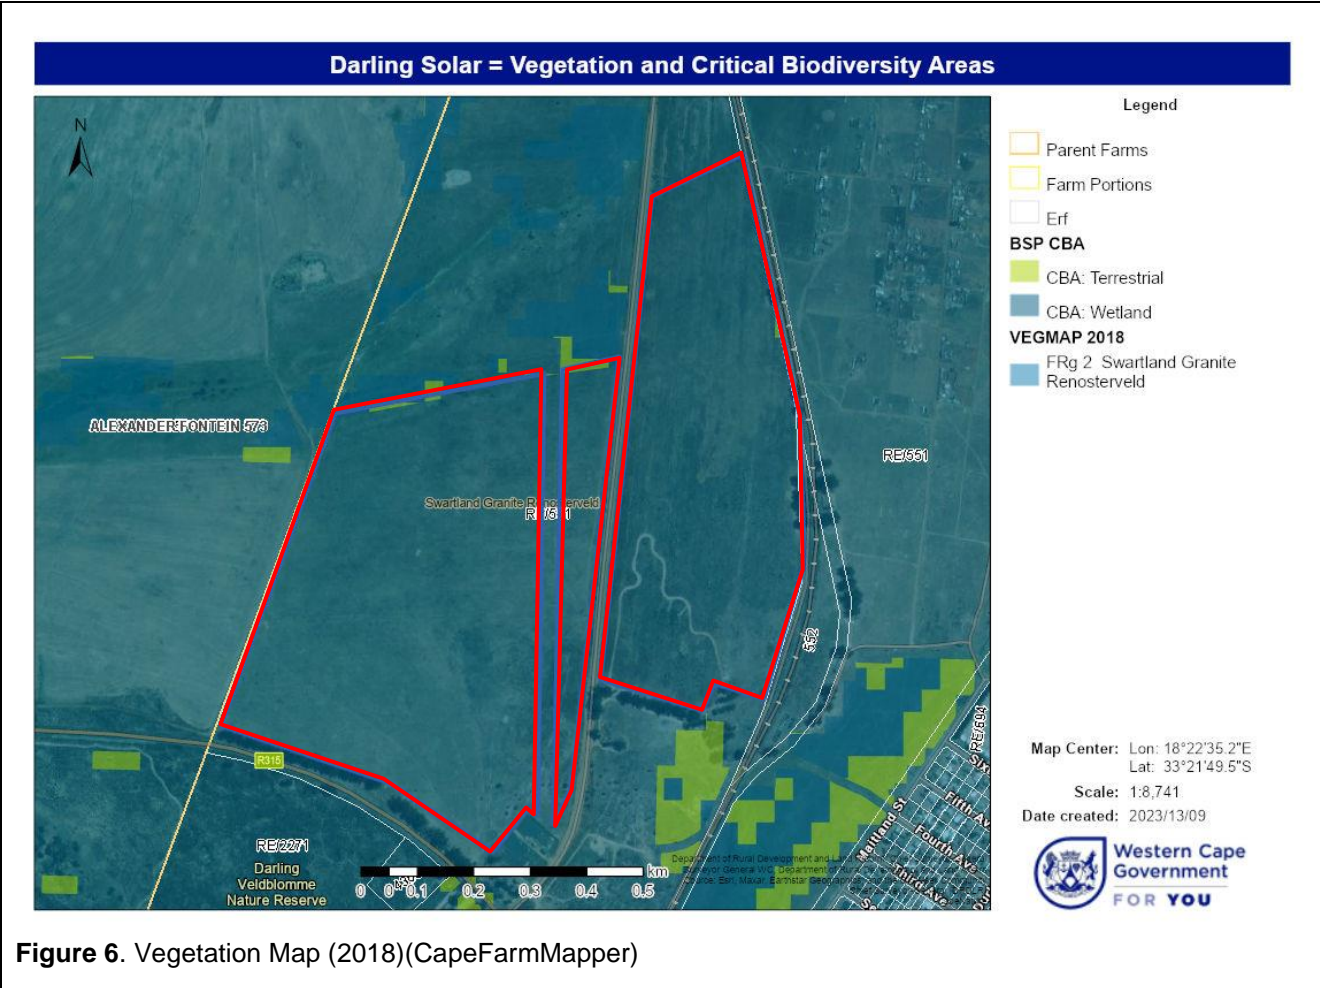 Darling Solar = Vegetation and Critical Biodiversity Areas
N
ALEXANDERFONTEIN 573
Swartland Granite Renosterveld
RE/551
RE/551
552
RE/694
R315
RE/2271
Darling
Veldblomme
Nature Reserve
Maitland St
Fifth Av
Fourth Ave
Third Ave
0 0 0.1 0.2 0.3 0.4 0.5
km
Legend
Parent Farms
Farm Portions
Erf
BSP CBA
CBA: Terrestrial
CBA: Wetland
VEGMAP 2018
FRg 2 Swartland Granite
Renosterveld
Map Center: Lon: 18°22'35.2"E
Lat: 33°21'49.5"S
Scale: 1:8,741
Date created: 2023/13/09
Western Cape
Government
FOR YOU
Figure 6. Vegetation Map (2018)(CapeFarmMapper)